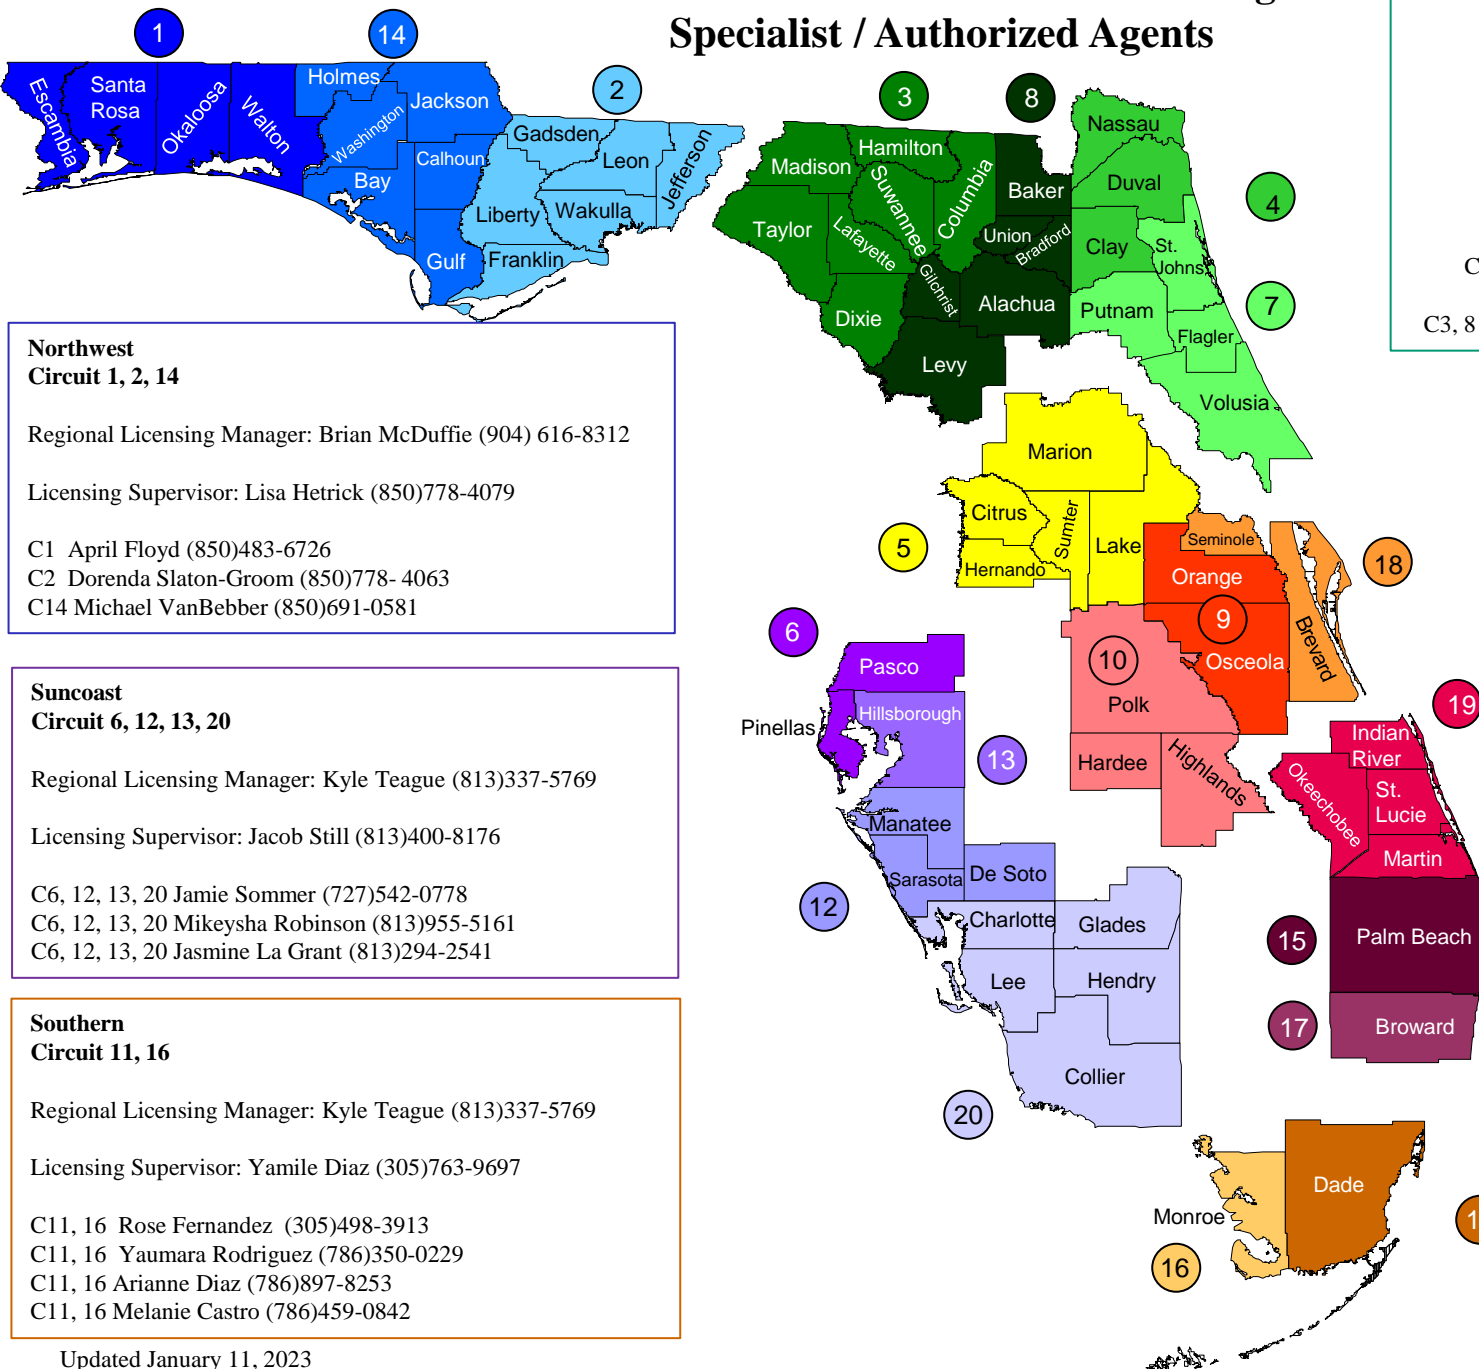 g
Specialist / Authorized Agents
1
14
2
3
8
4
7
Escambia
Santa
Rosa
Okaloosa
Walton
Holmes
Washington
Jackson
Bay
Calhoun
Gulf
Gadsden
Leon
Jefferson
Liberty
Wakulla
Franklin
Madison
Hamilton
Suwannee
Columbia
Taylor
Lafayette
Dixie
Baker
Union
Bradford
Gilchrist
Alachua
Levy
Nassau
Duval
Clay
St.
Johns
Putnam
Flagler
Volusia
C
C3, 8
Northwest
Circuit 1, 2, 14
Regional Licensing Manager: Brian McDuffie (904) 616-8312
Licensing Supervisor: Lisa Hetrick (850)778-4079
C1 April Floyd (850)483-6726
C2 Dorenda Slaton-Groom (850)778- 4063
C14 Michael VanBebber (850)691-0581
Marion
Citrus
Sumter
Lake
Hernando
5
Seminole
Orange
9
Osceola
Brevard
18
6
Pasco
Pinellas
Hillsborough
13
10
Polk
Hardee
Highlands
19
Indian
River
Okeechobee
St.
Lucie
Martin
Suncoast
Circuit 6, 12, 13, 20
Regional Licensing Manager: Kyle Teague (813)337-5769
Licensing Supervisor: Jacob Still (813)400-8176
C6, 12, 13, 20 Jamie Sommer (727)542-0778
C6, 12, 13, 20 Mikeysha Robinson (813)955-5161
C6, 12, 13, 20 Jasmine La Grant (813)294-2541
Manatee
Sarasota
De Soto
12
Charlotte
Glades
Lee
Hendry
Collier
20
15
Palm Beach
17
Broward
Southern
Circuit 11, 16
Regional Licensing Manager: Kyle Teague (813)337-5769
Licensing Supervisor: Yamile Diaz (305)763-9697
C11, 16 Rose Fernandez (305)498-3913
C11, 16 Yaumara Rodriguez (786)350-0229
C11, 16 Arianne Diaz (786)897-8253
C11, 16 Melanie Castro (786)459-0842
Dade
Monroe
16
1
Updated January 11, 2023